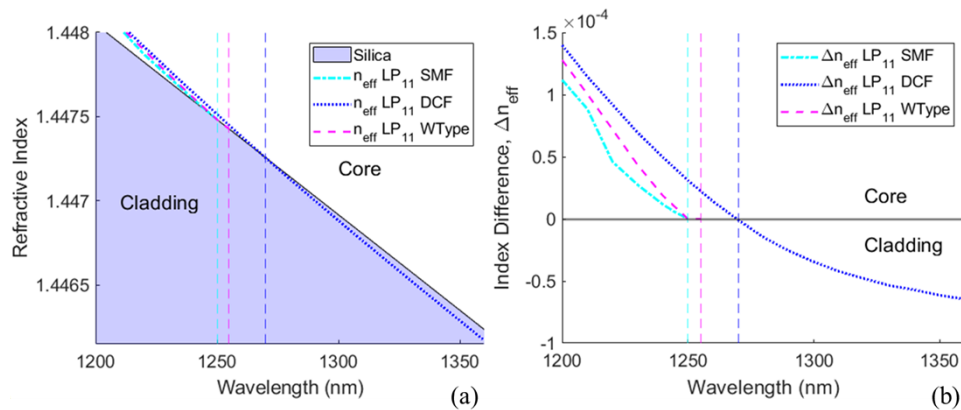 (a)
1.448
1.4475
1.447
1.4465
Refractive Index
1200
1250
1300
1350
Wavelength (nm)
Silica
n_eff LP_11 SMF
n_eff LP_11 DCF
n_eff LP_11 WType
Core
Cladding
(a)
(b)
×10^-4
1.5
1
0.5
0
-0.5
-1
Index Difference, Δn_eff
1200
1250
1300
1350
Wavelength (nm)
Δn_eff LP_11 SMF
Δn_eff LP_11 DCF
Δn_eff LP_11 WType
Core
Cladding
(b)